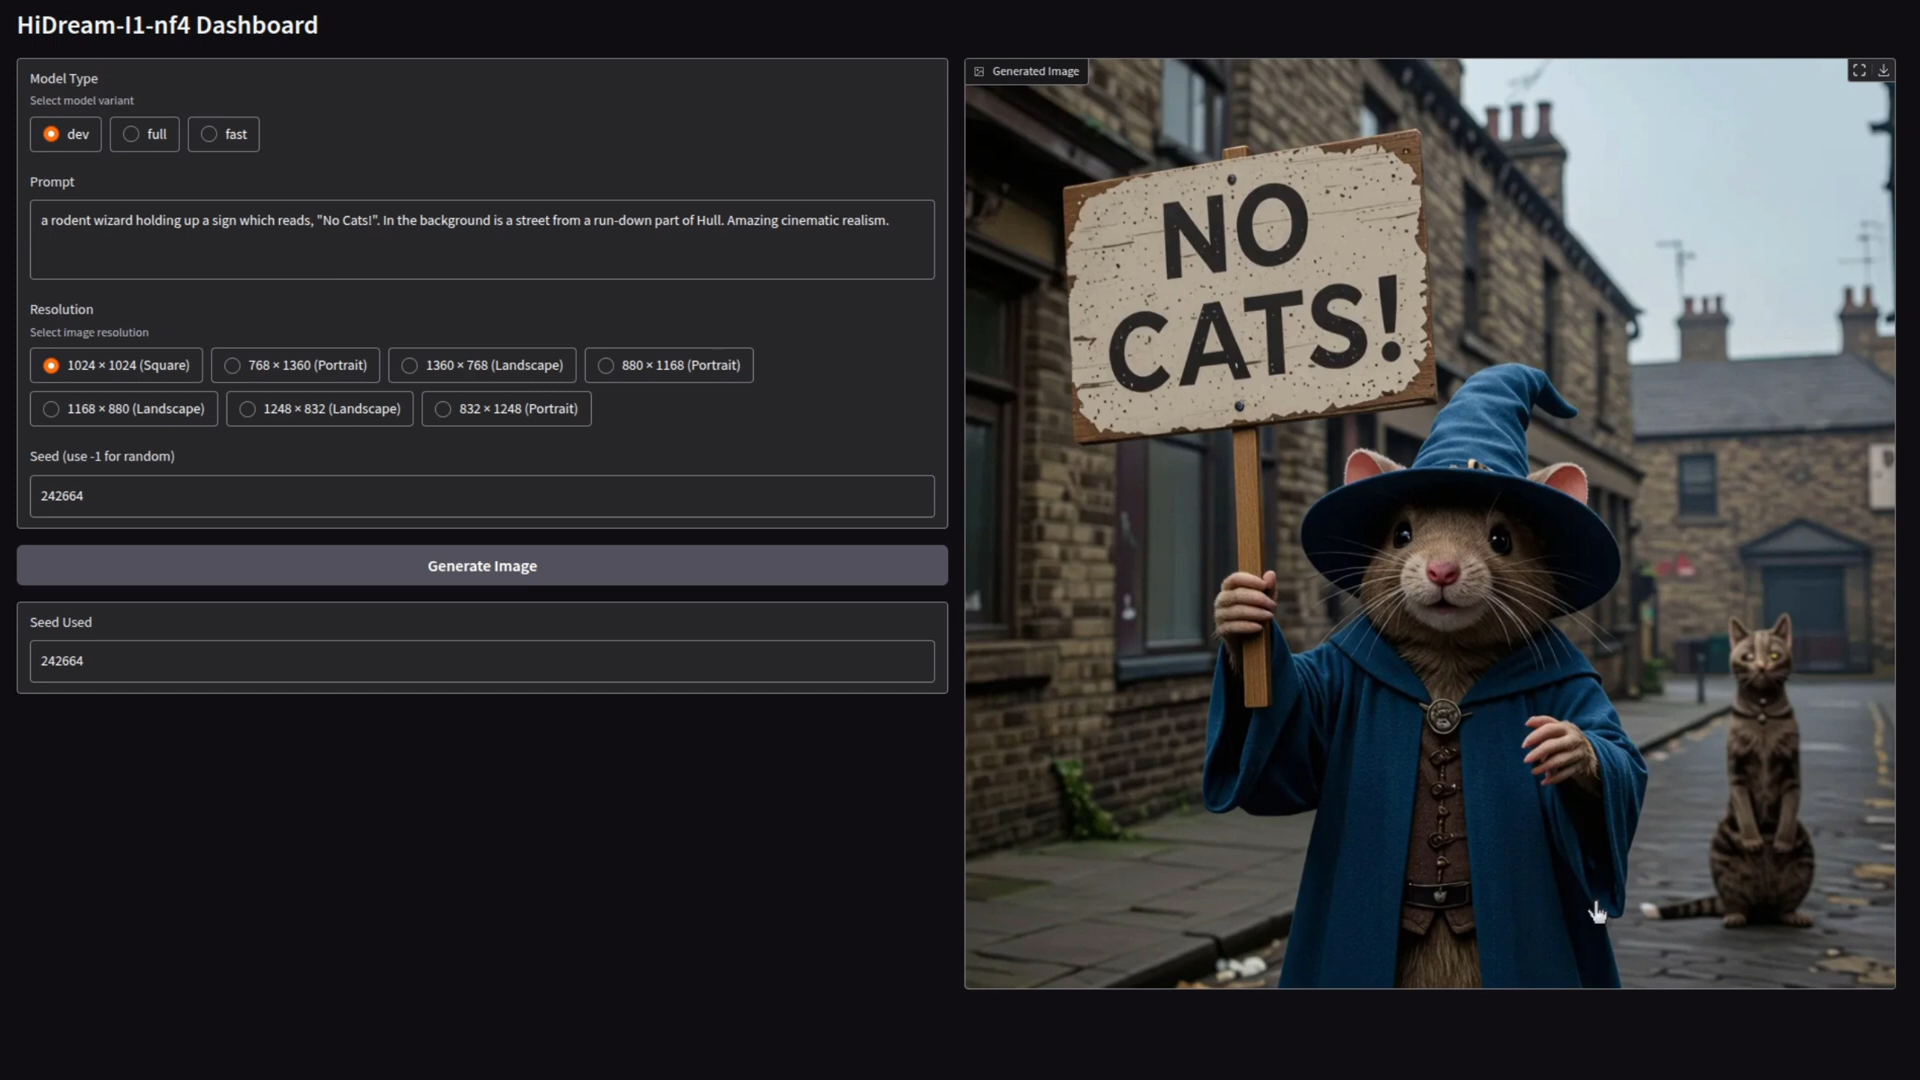 HiDream-I1-nf4 Dashboard
Model Type
Select model variant
dev full fast
Prompt
a rodent wizard holding up a sign which reads, "No Cats!". In the background is a street from a run-down part of Hull. Amazing cinematic realism.
Resolution
Select image resolution
1024 × 1024 (Square) 768 × 1360 (Portrait) 1360 × 768 (Landscape) 880 × 1168 (Portrait)
1168 × 880 (Landscape) 1248 × 832 (Landscape) 832 × 1248 (Portrait)
Seed (use -1 for random)
242664
Generate Image
Seed Used
242664
Generated Image
NO
CATS!